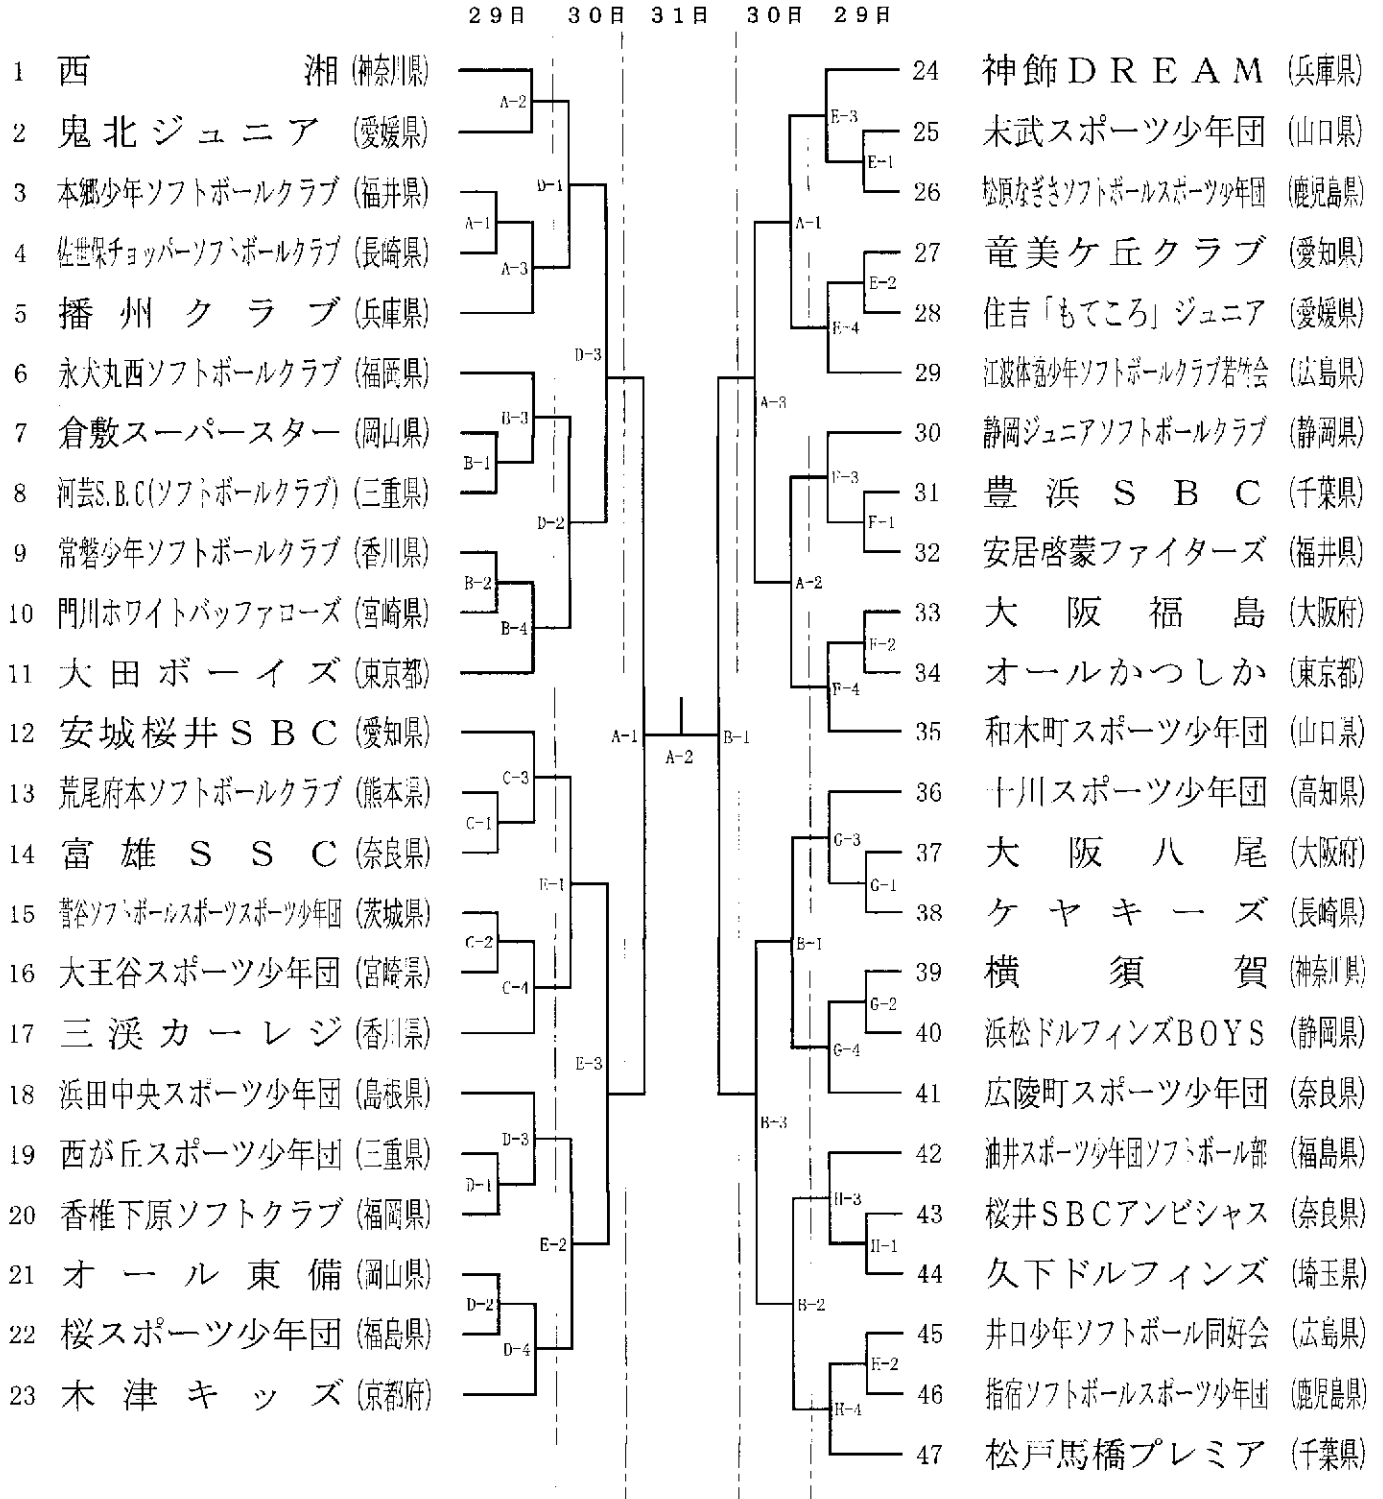 29日 30日 31日 30日 29日
1 西湘 (神奈川県)
2 鬼北ジュニア (愛媛県)
3 本郷少年ソフトボールクラブ (福井県)
4 佐世保チョッパーソフトボールクラブ (長崎県)
5 播州クラブ (兵庫県)
6 永犬丸西ソフトボールクラブ (福岡県)
7 倉敷スーパースター (岡山県)
8 河芸S.B.C(ソフトボールクラブ) (三重県)
9 常磐少年ソフトボールクラブ (香川県)
10 門川ホワイトバッファローズ (宮崎県)
11 大田ボーイズ (東京都)
12 安城桜井SBC (愛知県)
13 荒尾府本ソフトボールクラブ (熊本県)
14 富雄SSC (奈良県)
15 菅谷ソフトボールスポーツスポーツ少年団 (茨城県)
16 大王谷スポーツ少年団 (宮崎県)
17 三渓カーレジ (香川県)
18 浜田中央スポーツ少年団 (島根県)
19 西が丘スポーツ少年団 (三重県)
20 香椎下原ソフトクラブ (福岡県)
21 オール東備 (岡山県)
22 桜スポーツ少年団 (福島県)
23 木津キッズ (京都府)
A-2
A-1
A-3
D-1
B-3
B-1
B-2
B-4
D-2
D-3
C-3
C-1
C-2
C-4
E-1
D-3
D-1
D-2
D-4
E-2
E-3
A-1
A-2
B-1
24 神飾DREAM (兵庫県)
25 末武スポーツ少年団 (山口県)
26 松原なぎさソフトボールスポーツ少年団 (鹿児島県)
27 竜美ケ丘クラブ (愛知県)
28 住吉「もてころ」ジュニア (愛媛県)
29 江波体協少年ソフトボールクラブ若竹会 (広島県)
30 静岡ジュニアソフトボールクラブ (静岡県)
31 豊浜SBC (千葉県)
32 安居啓蒙ファイターズ (福井県)
33 大阪福島 (大阪府)
34 オールかつしか (東京都)
35 和木町スポーツ少年団 (山口県)
36 十川スポーツ少年団 (高知県)
37 大阪八尾 (大阪府)
38 ケヤキーズ (長崎県)
39 横須賀 (神奈川県)
40 浜松ドルフィンズBOYS (静岡県)
41 広陵町スポーツ少年団 (奈良県)
42 油井スポーツ少年団ソフトボール部 (福島県)
43 桜井SBCアンビシャス (奈良県)
44 久下ドルフィンズ (埼玉県)
45 井口少年ソフトボール同好会 (広島県)
46 指宿ソフトボールスポーツ少年団 (鹿児島県)
47 松戸馬橋プレミア (千葉県)
E-3
E-1
A-1
E-2
E-4
A-3
F-3
F-1
A-2
F-2
F-4
G-3
G-1
B-1
G-2
G-4
B-3
H-3
H-1
B-2
H-2
H-4